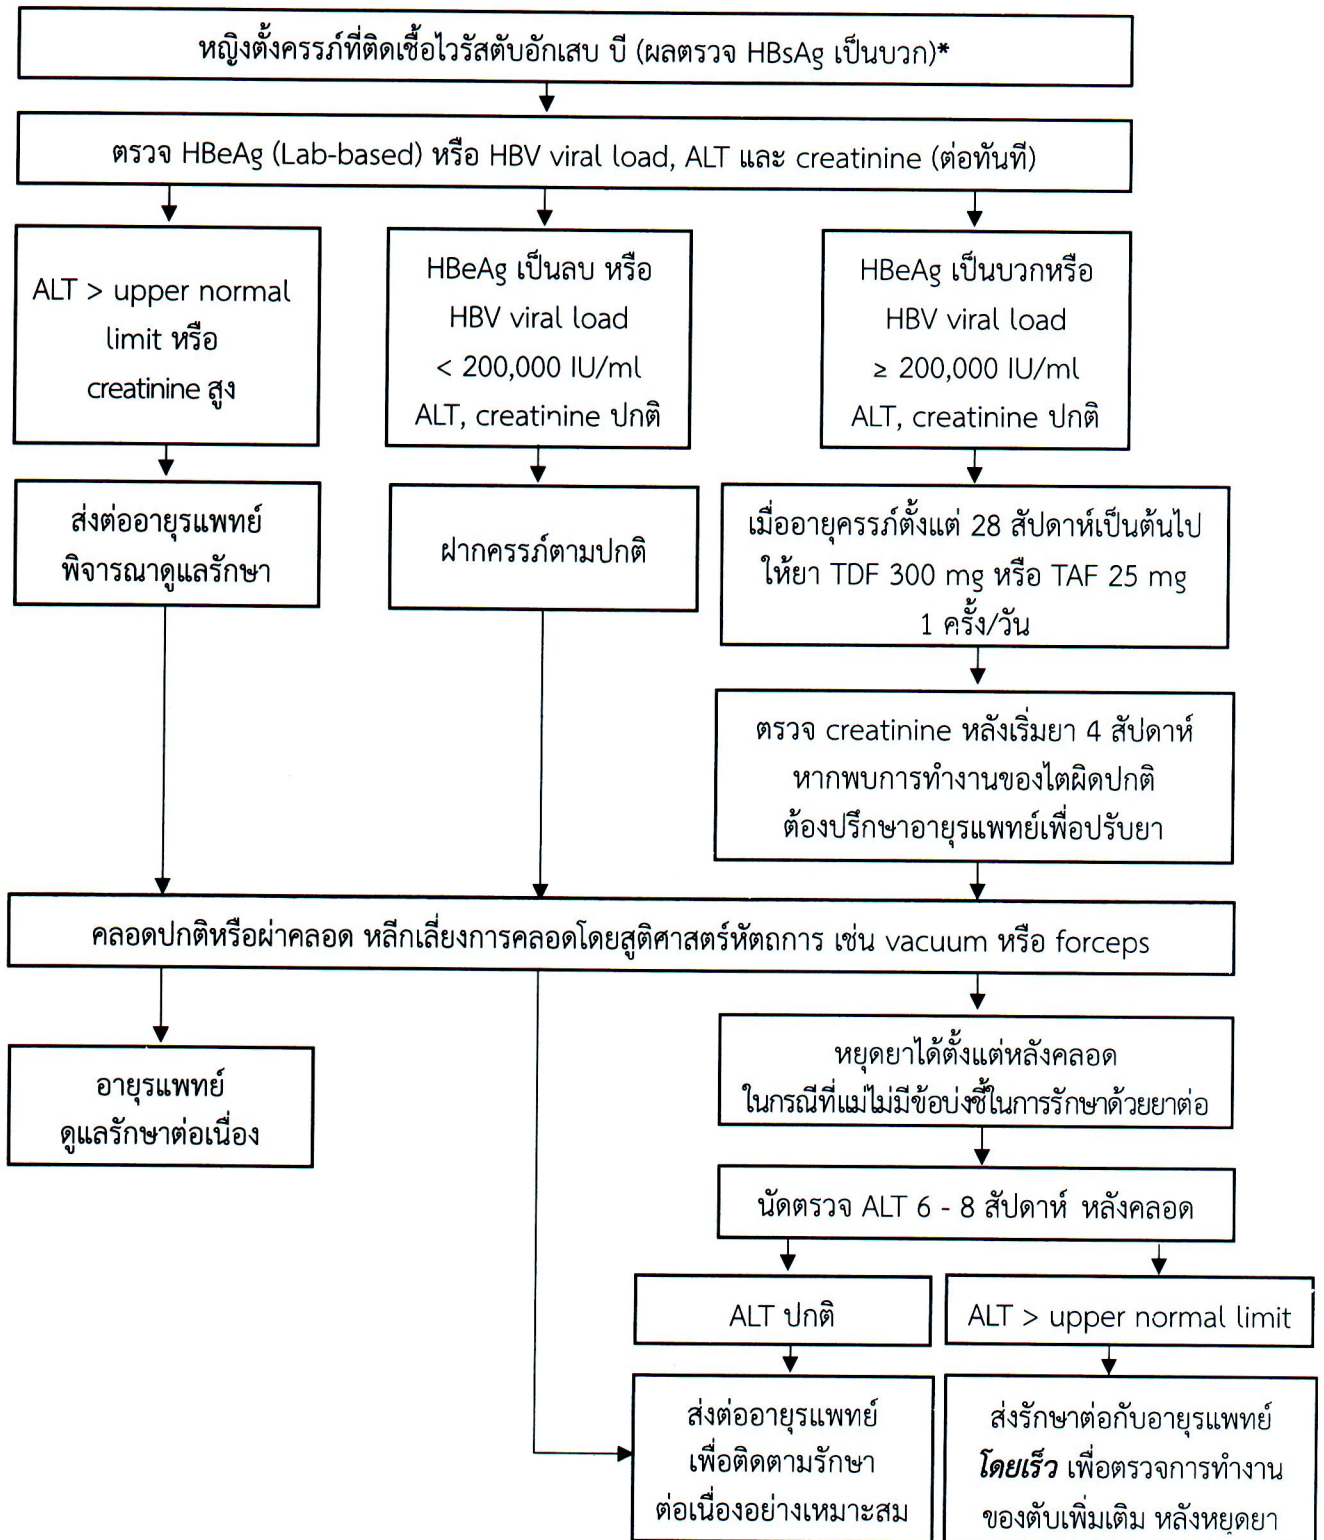 หญิงตั้งครรภ์ที่ติดเชื้อไวรัสตับอักเสบ บี (ผลตรวจ HBsAg เป็นบวก)*
ตรวจ HBeAg (Lab-based) หรือ HBV viral load, ALT และ creatinine (ต่อทันที)
ALT > upper normal
limit หรือ
creatinine สูง
HBeAg เป็นลบ หรือ
HBV viral load
< 200,000 IU/ml
ALT, creatinine ปกติ
HBeAg เป็นบวกหรือ
HBV viral load
≥ 200,000 IU/ml
ALT, creatinine ปกติ
ส่งต่ออายุรแพทย์
พิจารณาดูแลรักษา
ฝากครรภ์ตามปกติ
เมื่ออายุครรภ์ตั้งแต่ 28 สัปดาห์เป็นต้นไป
ให้ยา TDF 300 mg หรือ TAF 25 mg
1 ครั้ง/วัน
ตรวจ creatinine หลังเริ่มยา 4 สัปดาห์
หากพบการทำงานของไตผิดปกติ
ต้องปรึกษาอายุรแพทย์เพื่อปรับยา
คลอดปกติหรือผ่าคลอด หลีกเลี่ยงการคลอดโดยสูติศาสตร์หัตถการ เช่น vacuum หรือ forceps
อายุรแพทย์
ดูแลรักษาต่อเนื่อง
หยุดยาได้ตั้งแต่หลังคลอด
ในกรณีที่แม่ไม่มีข้อบ่งชี้ในการรักษาด้วยยาต่อ
นัดตรวจ ALT 6 - 8 สัปดาห์ หลังคลอด
ALT ปกติ
ALT > upper normal limit
ส่งต่ออายุรแพทย์
เพื่อติดตามรักษา
ต่อเนื่องอย่างเหมาะสม
ส่งรักษาต่อกับอายุรแพทย์
โดยเร็ว เพื่อตรวจการทำงาน
ของตับเพิ่มเติม หลังหยุดยา